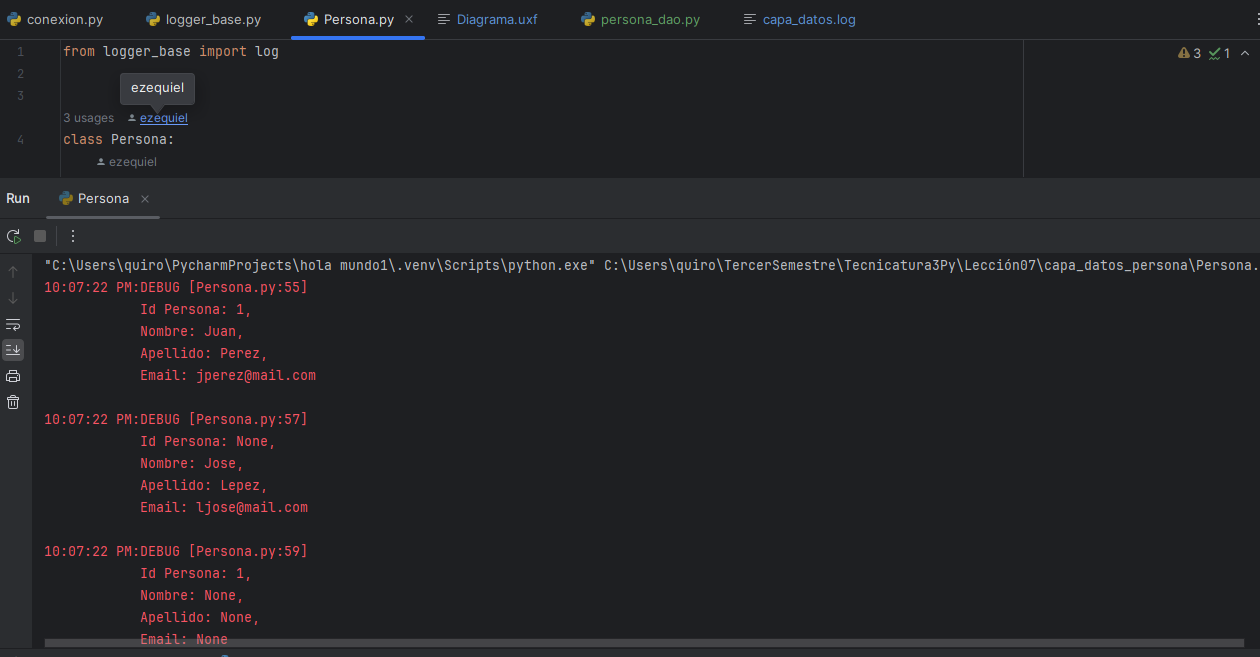 conexion.py logger_base.py Persona.py Diagrama.uxf persona_dao.py capa_datos.log
1 from logger_base import log 3 1
2
ezequiel
3
3 usages ezequiel
4 class Persona:
ezequiel
Run Persona
"C:\Users\quiro\PycharmProjects\hola mundo1\.venv\Scripts\python.exe" C:\Users\quiro\TercerSemestre\Tecnicatura3Py\Lección07\capa_datos_persona\Persona.
10:07:22 PM:DEBUG [Persona.py:55]
Id Persona: 1,
Nombre: Juan,
Apellido: Perez,
Email: jperez@mail.com
10:07:22 PM:DEBUG [Persona.py:57]
Id Persona: None,
Nombre: Jose,
Apellido: Lepez,
Email: ljose@mail.com
10:07:22 PM:DEBUG [Persona.py:59]
Id Persona: 1,
Nombre: None,
Apellido: None,
Email: None